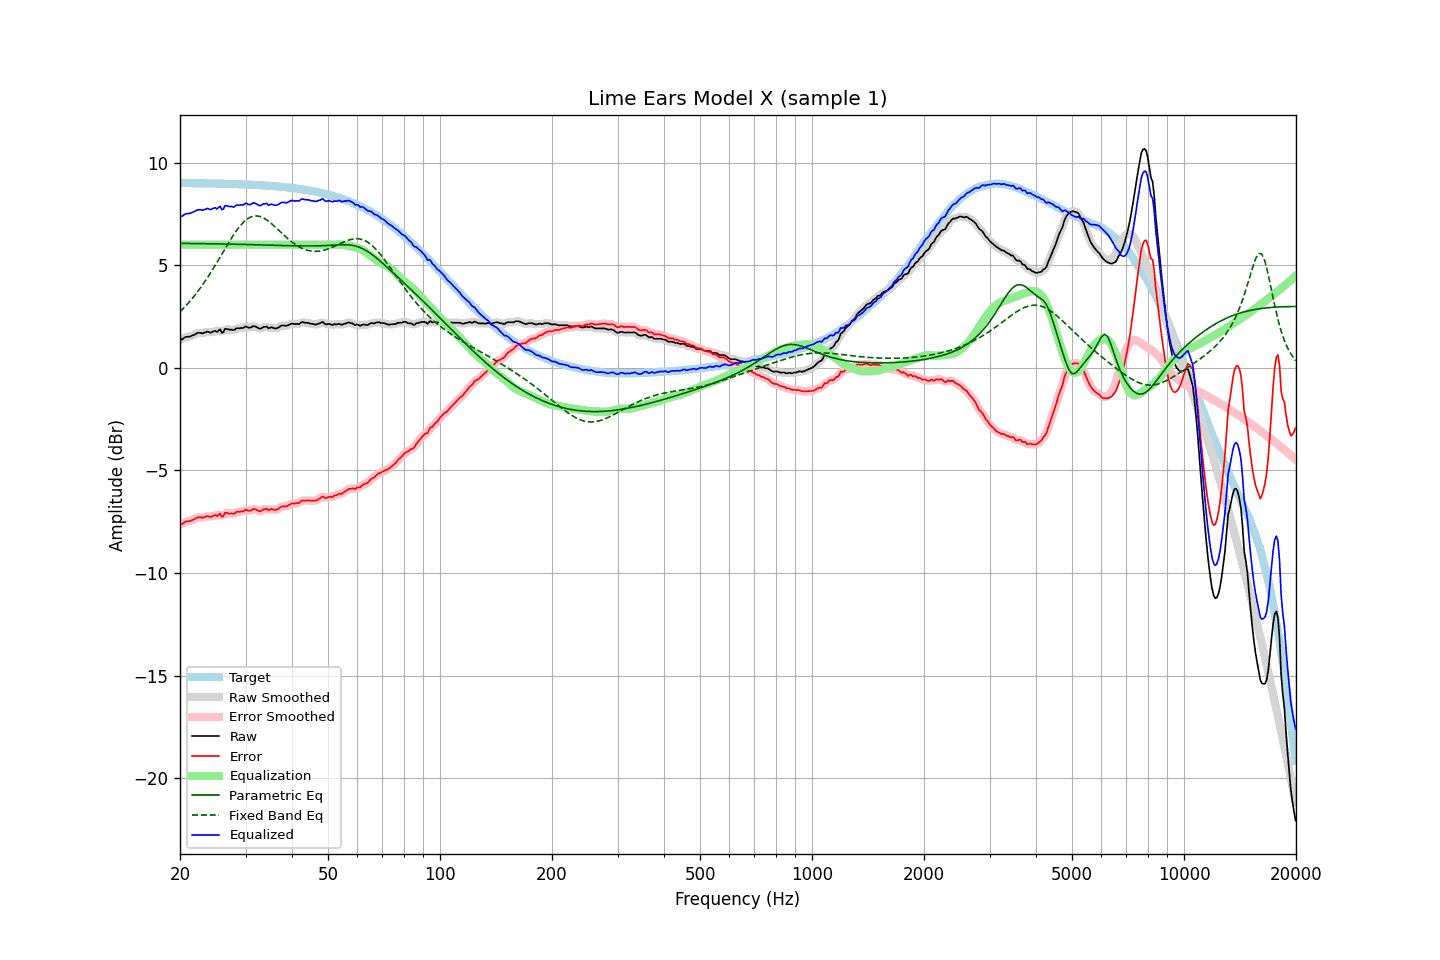 Lime Ears Model X (sample 1)
10
5
0
−5
−10
−15
−20
Amplitude (dBr)
Target
Raw Smoothed
Error Smoothed
Raw
Error
Equalization
Parametric Eq
Fixed Band Eq
Equalized
20 50 100 200 500 1000 2000 5000 10000 20000
Frequency (Hz)